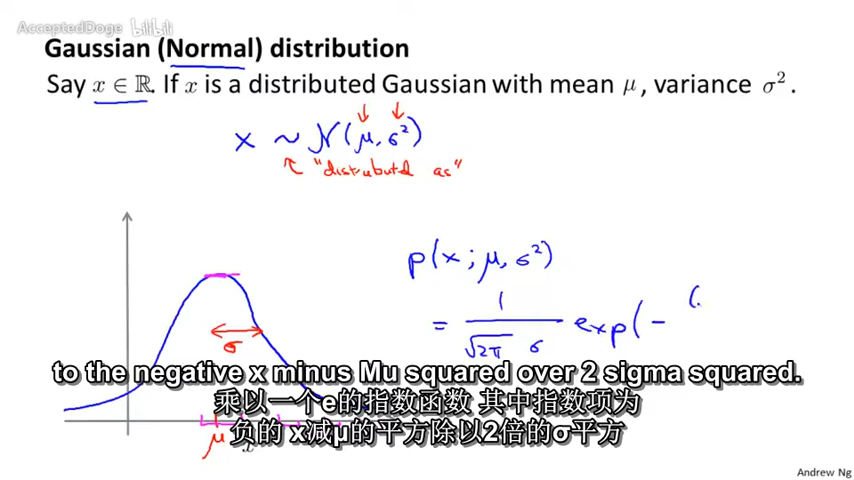 AcceptedDoge bilibili
Gaussian (Normal) distribution
Say x ∈ ℝ. If x is a distributed Gaussian with mean μ, variance σ².
x ~ N(μ, σ²)
"distributed as"
p(x; μ, σ²)
= 1/(√2π σ) exp(- (
σ
to the negative x minus Mu squared over 2 sigma squared.
乘以一个e的指数函数 其中指数项为
负的 x减μ的平方除以2倍的σ平方
μ x
Andrew Ng